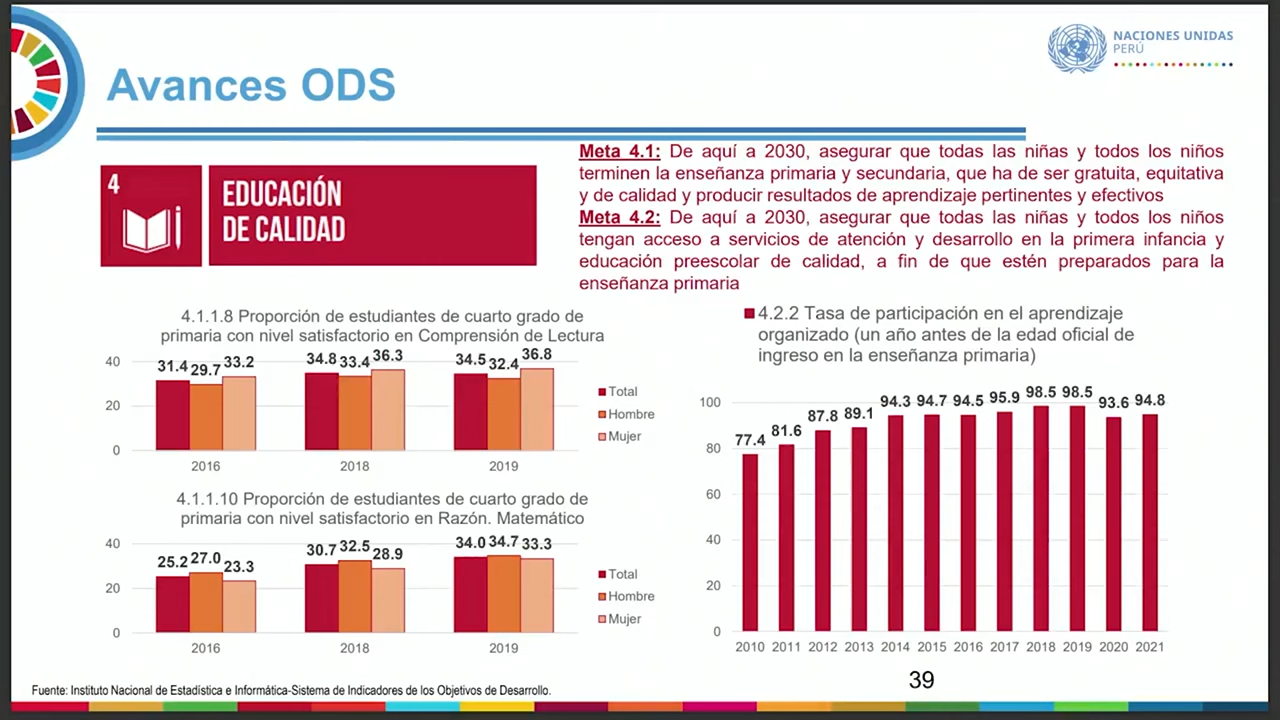 NACIONES UNIDAS
PERÚ
Avances ODS
4
EDUCACIÓN
DE CALIDAD
Meta 4.1: De aquí a 2030, asegurar que todas las niñas y todos los niños
terminen la enseñanza primaria y secundaria, que ha de ser gratuita, equitativa
y de calidad y producir resultados de aprendizaje pertinentes y efectivos
Meta 4.2: De aquí a 2030, asegurar que todas las niñas y todos los niños
tengan acceso a servicios de atención y desarrollo en la primera infancia y
educación preescolar de calidad, a fin de que estén preparados para la
enseñanza primaria
4.1.1.8 Proporción de estudiantes de cuarto grado de
primaria con nivel satisfactorio en Comprensión de Lectura
40
20
0
31.4 29.7 33.2
34.8 33.4 36.3
34.5 32.4 36.8
2016 2018 2019
Total
Hombre
Mujer
4.1.1.10 Proporción de estudiantes de cuarto grado de
primaria con nivel satisfactorio en Razón. Matemático
40
20
0
25.2 27.0 23.3
30.7 32.5 28.9
34.0 34.7 33.3
2016 2018 2019
Total
Hombre
Mujer
4.2.2 Tasa de participación en el aprendizaje
organizado (un año antes de la edad oficial de
ingreso en la enseñanza primaria)
100
80
60
40
20
0
77.4 81.6 87.8 89.1 94.3 94.7 94.5 95.9 98.5 98.5 93.6 94.8
2010 2011 2012 2013 2014 2015 2016 2017 2018 2019 2020 2021
39
Fuente: Instituto Nacional de Estadística e Informática-Sistema de Indicadores de los Objetivos de Desarrollo.